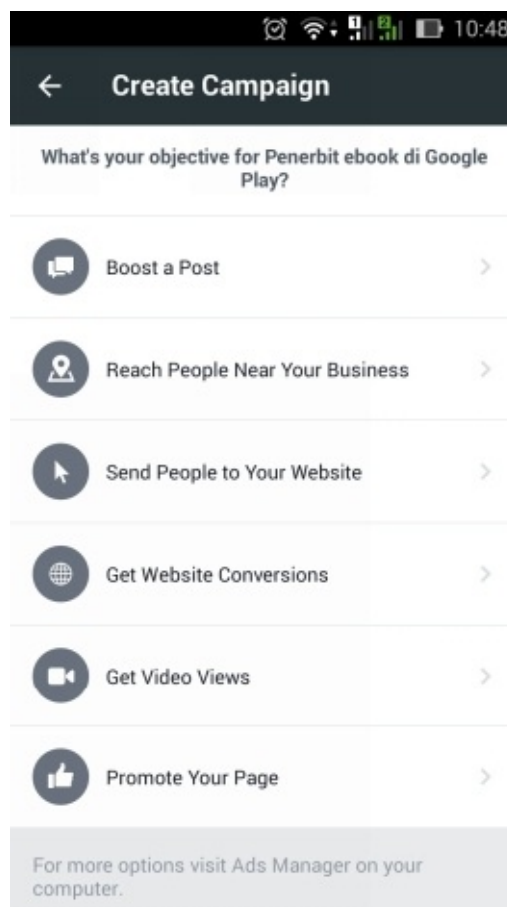 1 2 10:48
Create Campaign
What's your objective for Penerbit ebook di Google
Play?
Boost a Post
Reach People Near Your Business
Send People to Your Website
Get Website Conversions
Get Video Views
Promote Your Page
For more options visit Ads Manager on your
computer.